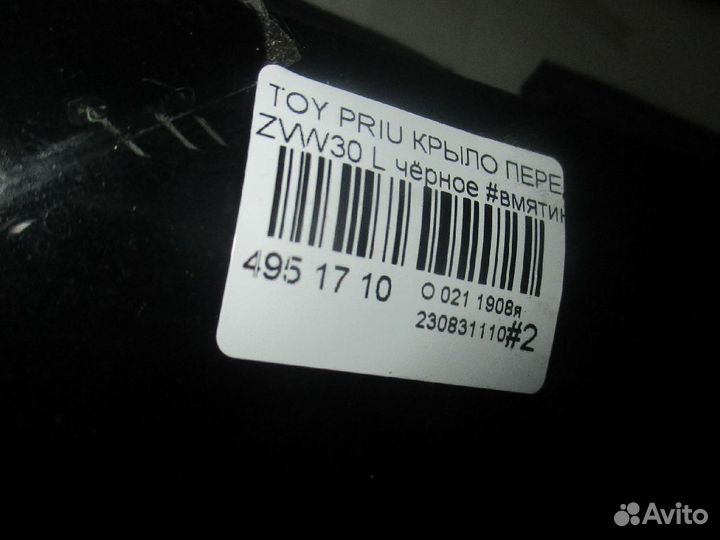 TOY PRIU КРЫЛО ПЕРЕД
ZVW30 L чёрное #вмятин
495 17 10
O 021 1908я
230831110#2
Avito